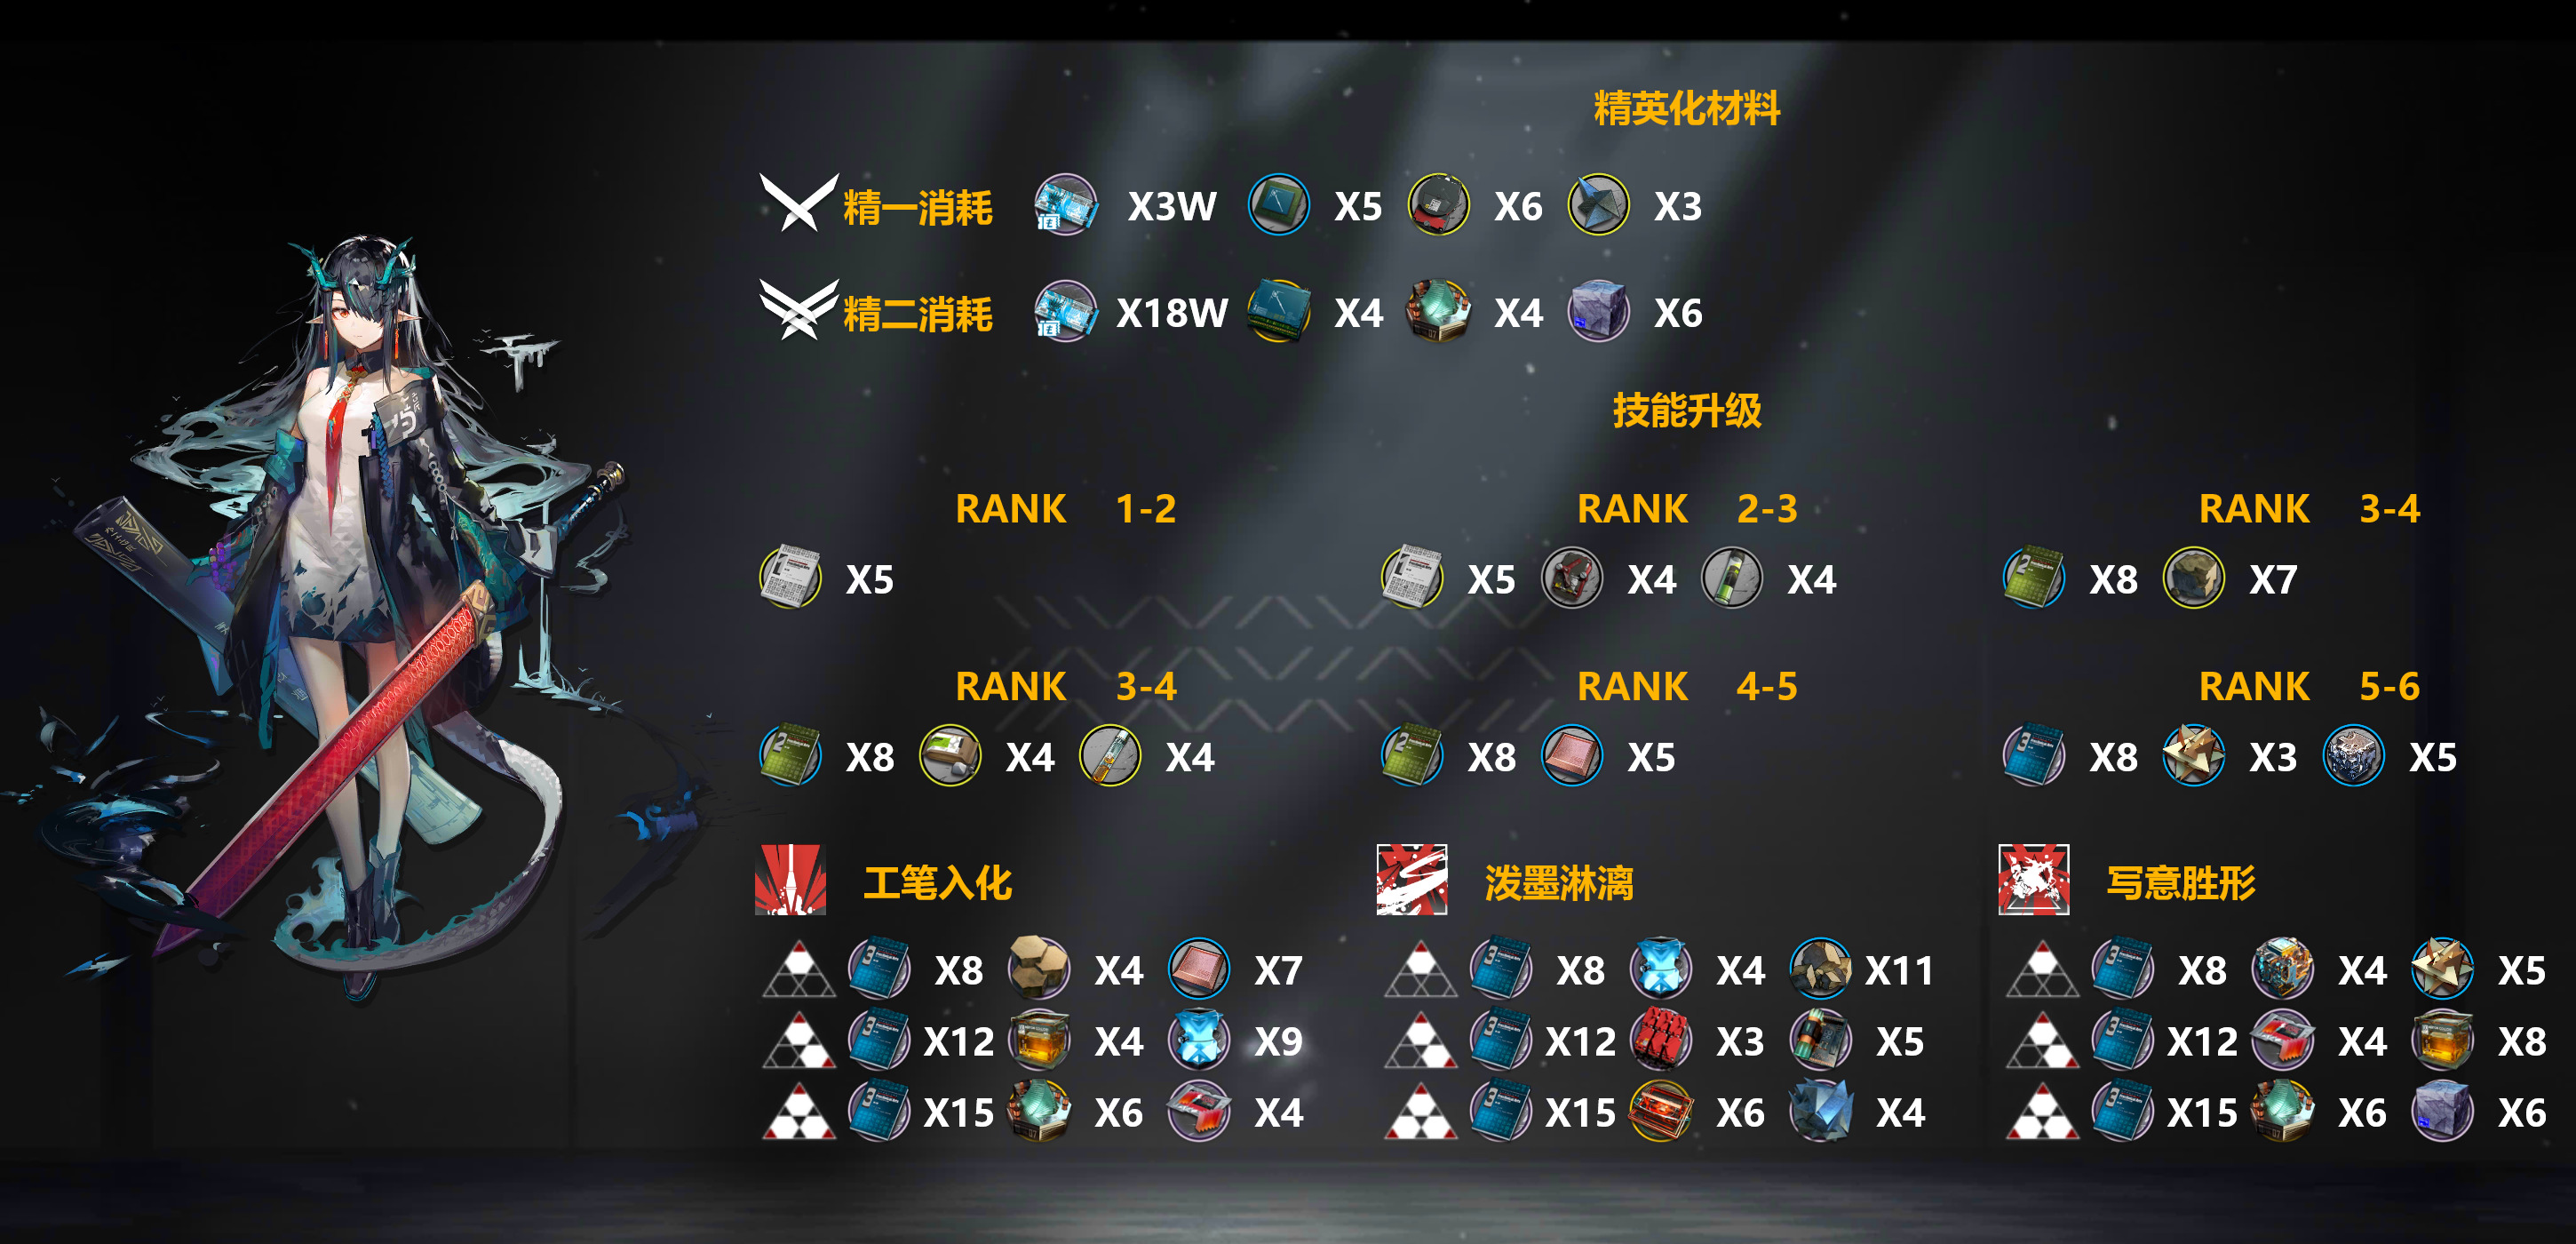 精英化材料
精一消耗 X3W X5 X6 X3
精二消耗 X18W X4 X4 X6
技能升级
RANK 1-2 RANK 2-3 RANK 3-4
X5 X5 X4 X4 X8 X7
RANK 3-4 RANK 4-5 RANK 5-6
X8 X4 X4 X8 X5 X8 X3 X5
工笔入化 泼墨淋漓 写意胜形
X8 X4 X7 X8 X4 X11 X8 X4 X5
X12 X4 X9 X12 X3 X5 X12 X4 X8
X15 X6 X4 X15 X6 X4 X15 X6 X6